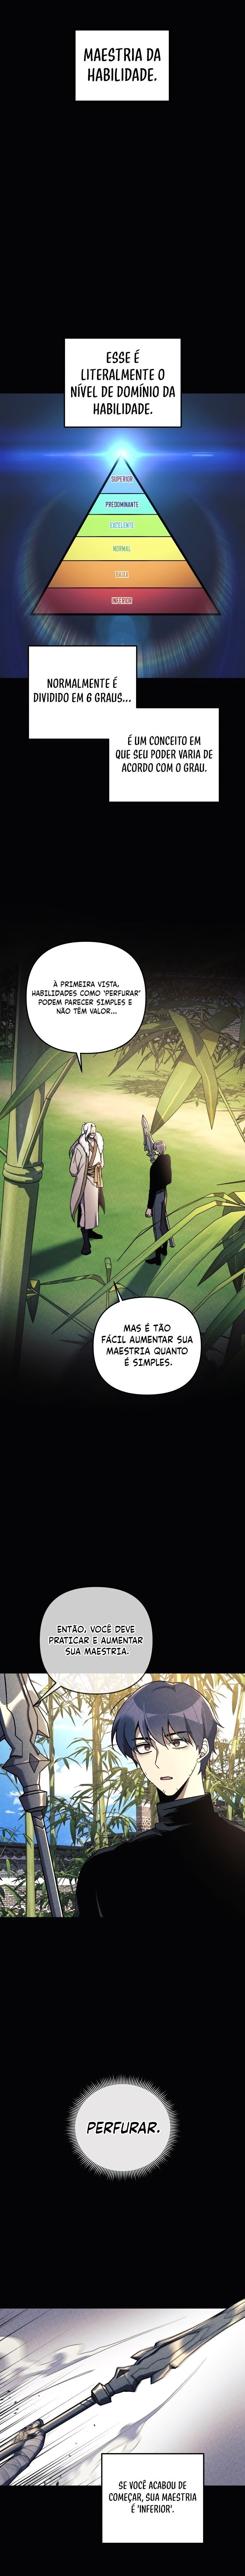 MAESTRIA DA
HABILIDADE.
ESSE É
LITERALMENTE O
NÍVEL DE DOMÍNIO DA
HABILIDADE.
SUPERIOR
PREDOMINANTE
EXCELENTE
NORMAL
BAIXA
INFERIOR
NORMALMENTE É
DIVIDIDO EM 6 GRAUS...
É UM CONCEITO EM
QUE SEU PODER VARIA DE
ACORDO COM O GRAU.
À PRIMEIRA VISTA,
HABILIDADES COMO 'PERFURAR'
PODEM PARECER SIMPLES E
NÃO TÊM VALOR...
MAS É TÃO
FÁCIL AUMENTAR SUA
MAESTRIA QUANTO
É SIMPLES.
ENTÃO, VOCÊ DEVE
PRATICAR E AUMENTAR
SUA MAESTRIA.
PERFURAR.
SE VOCÊ ACABOU DE
COMEÇAR, SUA MAESTRIA
É 'INFERIOR'.